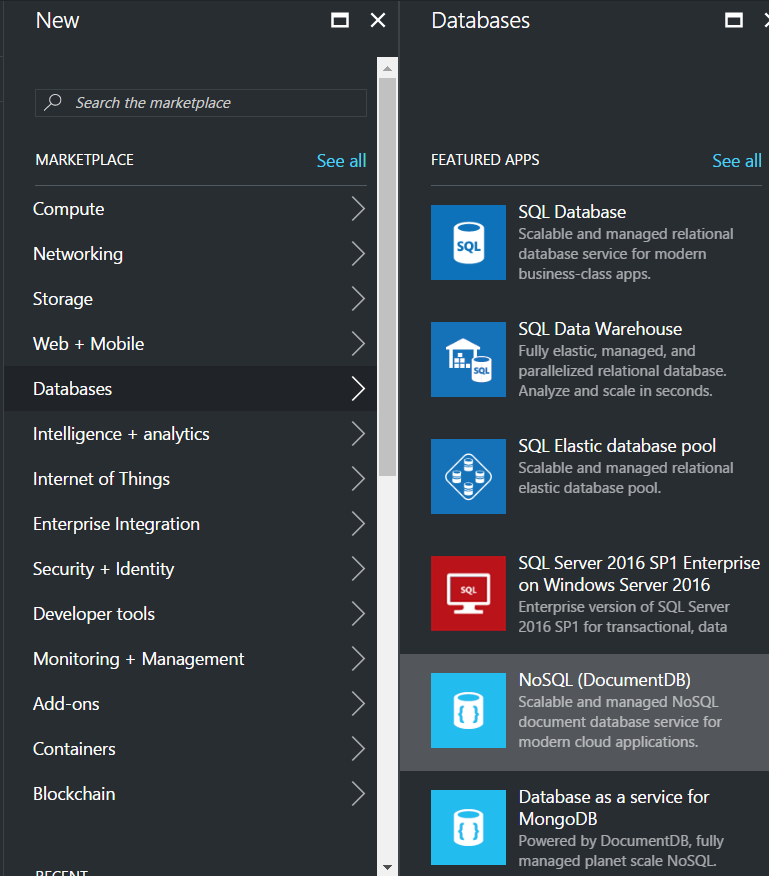 New
Search the marketplace
MARKETPLACE See all
Compute
Networking
Storage
Web + Mobile
Databases
Intelligence + analytics
Internet of Things
Enterprise Integration
Security + Identity
Developer tools
Monitoring + Management
Add-ons
Containers
Blockchain
RECENT
Databases
FEATURED APPS See all
SQL
SQL Database
Scalable and managed relational
database service for modern
business-class apps.
SQL
SQL Data Warehouse
Fully elastic, managed, and
parallelized relational database.
Analyze and scale in seconds.
SQL Elastic database pool
Scalable and managed relational
elastic database pool.
SQL
SQL Server 2016 SP1 Enterprise
on Windows Server 2016
Enterprise version of SQL Server
2016 SP1 for transactional, data
{ }
NoSQL (DocumentDB)
Scalable and managed NoSQL
document database service for
modern cloud applications.
{ }
Database as a service for
MongoDB
Powered by DocumentDB, fully
managed planet scale NoSQL.